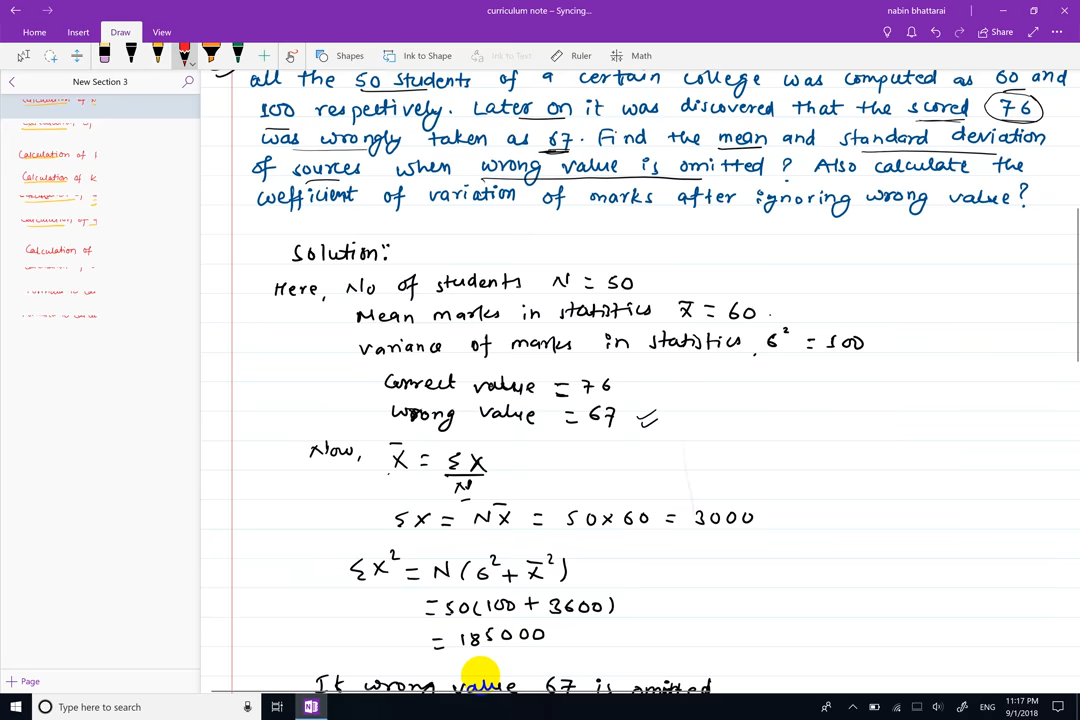 curriculum note - Syncing...
nabin bhattarai
Home Insert Draw View
Share
Shapes
Ink to Shape
Ink to Text
Ruler
Math
New Section 3
all the 50 students of a certain college was computed as 60 and
100 respectively. Later on it was discovered that the scored 76
was wrongly taken as 67. Find the mean and standard deviation
of sources when wrong value is omitted? Also calculate the
coefficient of variation of marks after ignoring wrong value?
Calculation of
Calculation of k
Calculation of
Solution:
Here, No of students N = 50
Mean marks in statistics x̄ = 60.
variance of marks in statistics, 6² = 100
Correct value = 76
Wrong value = 67
Now, X̄ = ΣX
N
ΣX = NX̄ = 50×60 = 3000
ΣX² = N(6² + X̄²)
= 50(100 + 3600)
= 185000
If wrong value 67 is omitted
Page
Type here to search
ENG
11:17 PM
9/1/2018